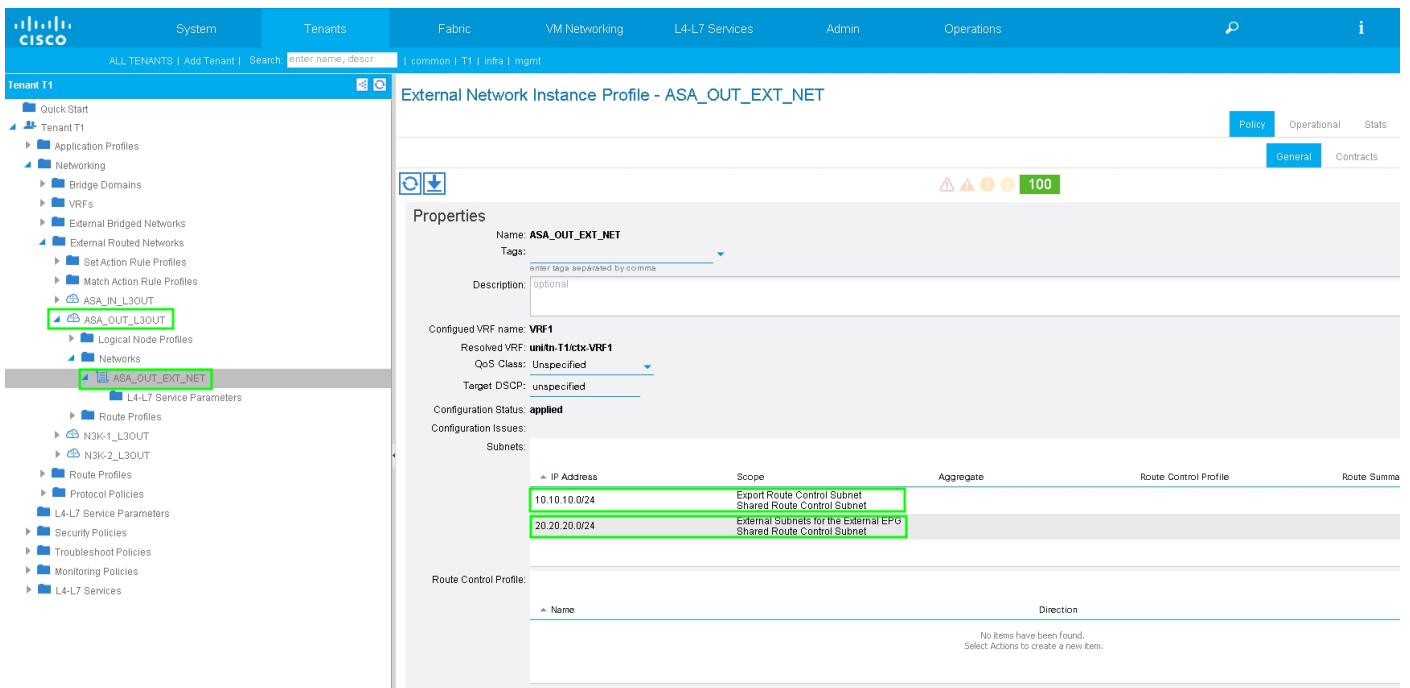 CISCO
System
Tenants
Fabric
VM Networking
L4-L7 Services
Admin
Operations
i
ALL TENANTS | Add Tenant | Search: enter name, descr | common | T1 | infra | mgmt
Tenant T1
Quick Start
Tenant T1
Application Profiles
Networking
Bridge Domains
VRFs
External Bridged Networks
External Routed Networks
Set Action Rule Profiles
Match Action Rule Profiles
ASA_IN_L3OUT
ASA_OUT_L3OUT
Logical Node Profiles
Networks
ASA_OUT_EXT_NET
L4-L7 Service Parameters
Route Profiles
N3K-1_L3OUT
N3K-2_L3OUT
Route Profiles
Protocol Policies
L4-L7 Service Parameters
Security Policies
Troubleshoot Policies
Monitoring Policies
L4-L7 Services
External Network Instance Profile - ASA_OUT_EXT_NET
Policy Operational Stats
General Contracts
100
Properties
Name: ASA_OUT_EXT_NET
Tags:
enter tags separated by comma
Description: optional
Configued VRF name: VRF1
Resolved VRF: uni/tn-T1/ctx-VRF1
QoS Class: Unspecified
Target DSCP: unspecified
Configuration Status: applied
Configuration Issues:
Subnets:
IP Address Scope Aggregate Route Control Profile Route Summa
10.10.10.0/24 Export Route Control Subnet
Shared Route Control Subnet
20.20.20.0/24 External Subnets for the External EPG
Shared Route Control Subnet
Route Control Profile:
Name Direction
No items have been found.
Select Actions to create a new item.